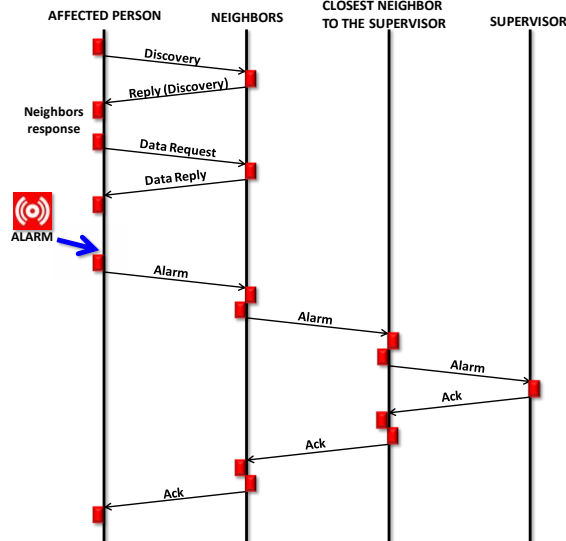 AFFECTED PERSON
NEIGHBORS
CLOSEST NEIGHBOR
TO THE SUPERVISOR
SUPERVISOR
Discovery
Reply (Discovery)
Neighbors
response
Data Request
Data Reply
ALARM
Alarm
Alarm
Alarm
Ack
Ack
Ack